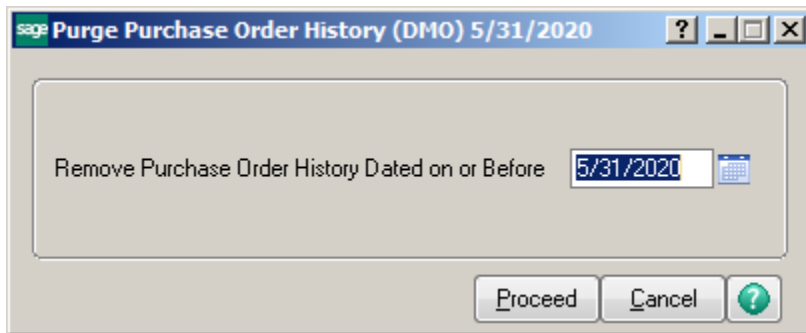 sage Purge Purchase Order History (DMO) 5/31/2020 ?
Remove Purchase Order History Dated on or Before 5/31/2020
Proceed Cancel ?